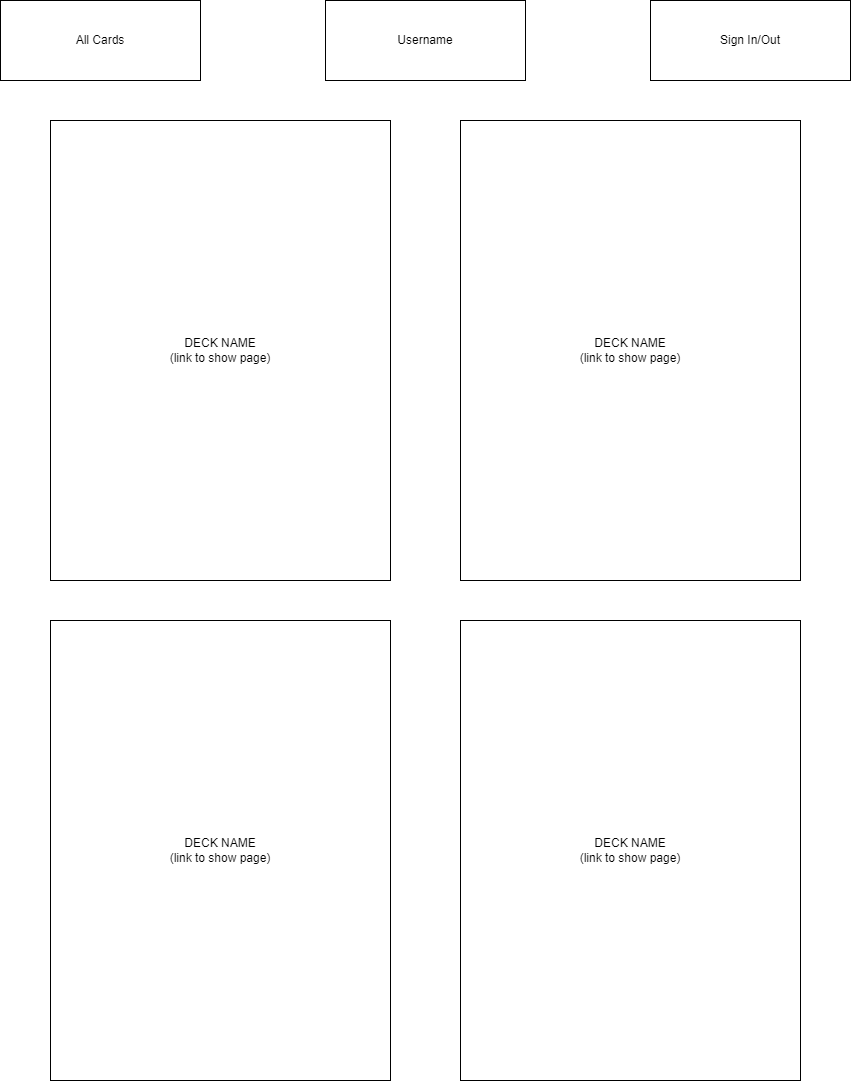 All Cards
Username
Sign In/Out
DECK NAME
(link to show page)
DECK NAME
(link to show page)
DECK NAME
(link to show page)
DECK NAME
(link to show page)